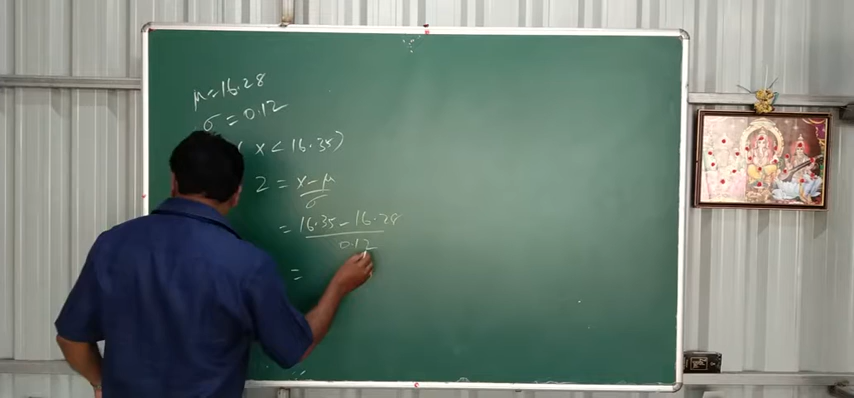 μ=16.28
σ=0.12
( x < 16.35)
Z = x-μ/σ
= 16.35-16.28/0.12
=